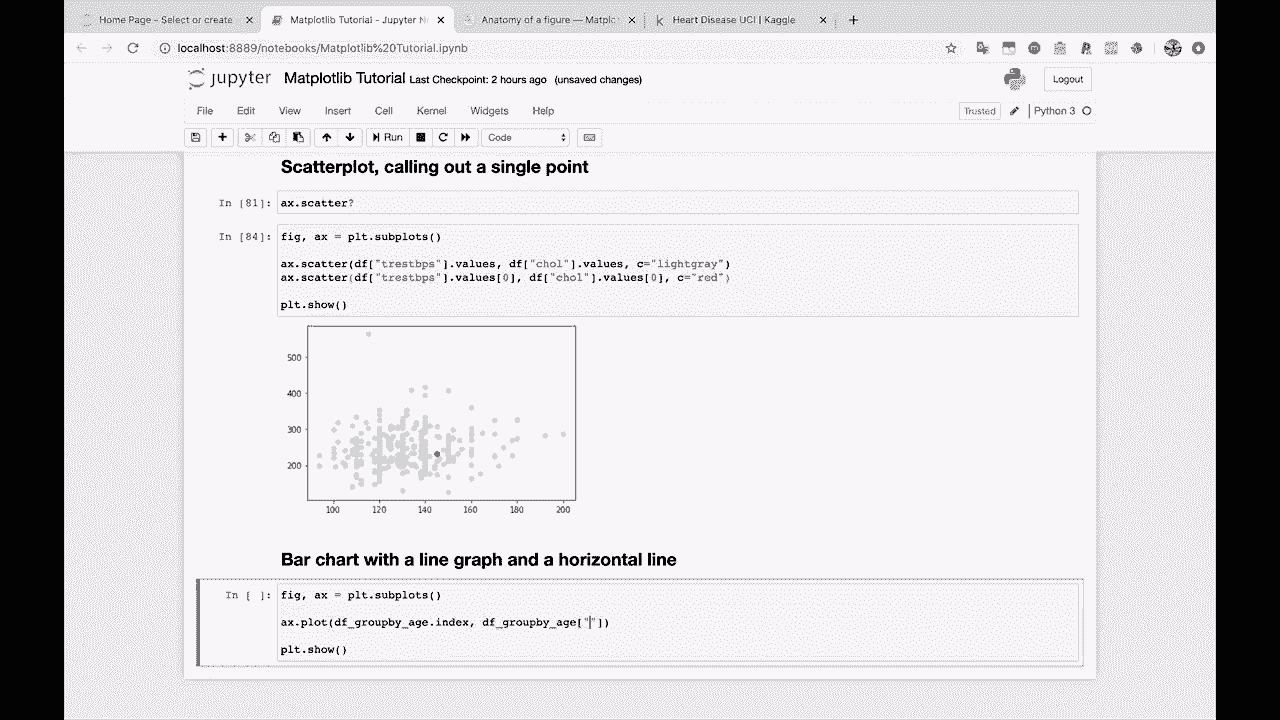 Home Page - Select or create
Matplotlib Tutorial - Jupyter N
Anatomy of a figure — Matplo
Heart Disease UCI | Kaggle
localhost:8889/notebooks/Matplotlib%20Tutorial.ipynb
jupyter Matplotlib Tutorial Last Checkpoint: 2 hours ago (unsaved changes)
Logout
File Edit View Insert Cell Kernel Widgets Help
Trusted
Python 3
Run
Code
Scatterplot, calling out a single point
In [81]: ax.scatter?
In [84]: fig, ax = plt.subplots()
ax.scatter(df["trestbps"].values, df["chol"].values, c="lightgray")
ax.scatter(df["trestbps"].values[0], df["chol"].values[0], c="red")
plt.show()
500
400
300
200
100 120 140 160 180 200
Bar chart with a line graph and a horizontal line
In [ ]: fig, ax = plt.subplots()
ax.plot(df_groupby_age.index, df_groupby_age[""])
plt.show()